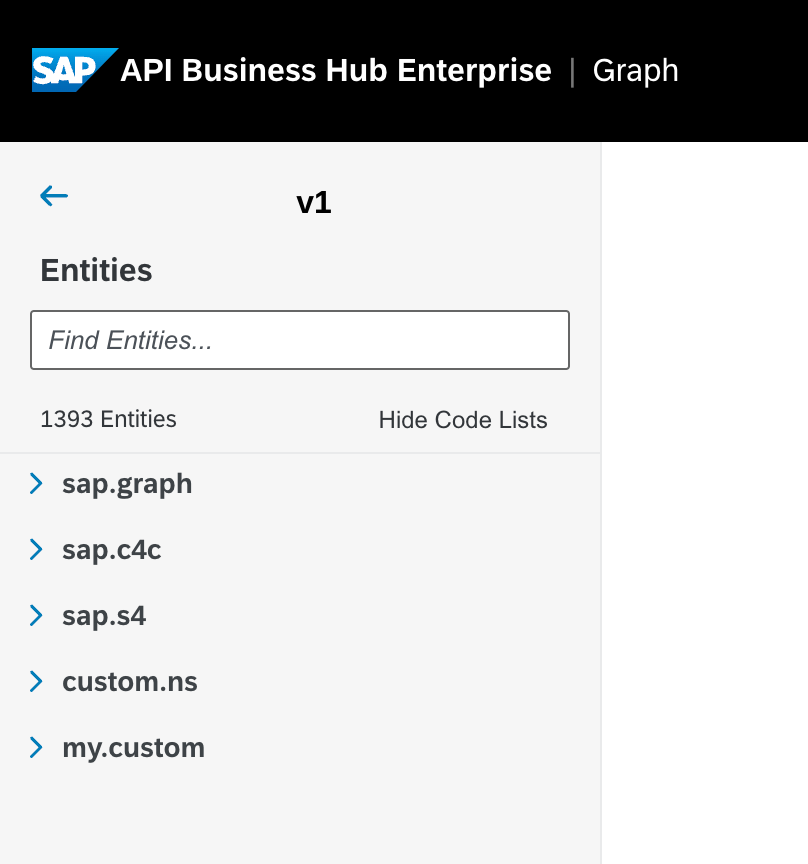 SAP API Business Hub Enterprise | Graph
v1
Entities
Find Entities...
1393 Entities Hide Code Lists
sap.graph
sap.c4c
sap.s4
custom.ns
my.custom